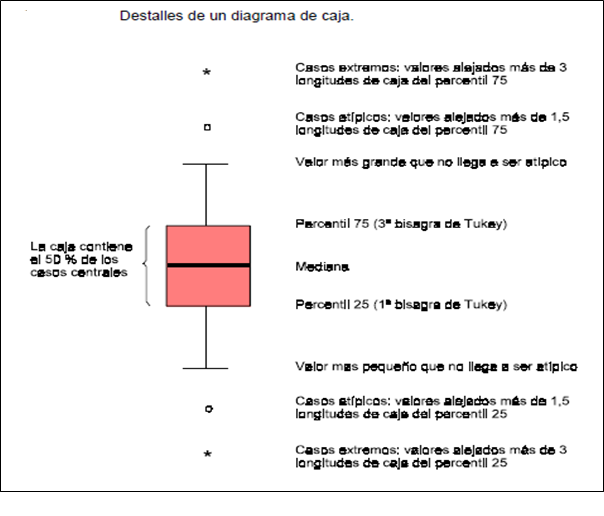 Destalles de un diagrama de caja.
Casos extremos: valores alejados más de 3
longitudes de caja del percentil 75
Casos atípicos: valores alejados más de 1,5
longitudes de caja del percentil 75
Valor más grande que no llega a ser atípico
Percentil 75 (3ª bisagra de Tukey)
La caja contiene
el 50 % de los
casos centrales
Mediana
Percentil 25 (1ª bisagra de Tukey)
Valor mas pequeño que no llega a ser atípico
Casos atípicos: valores alejados más de 1,5
longitudes de caja del percentil 25
Casos extremos: valores alejados más de 3
longitudes de caja del percentil 25